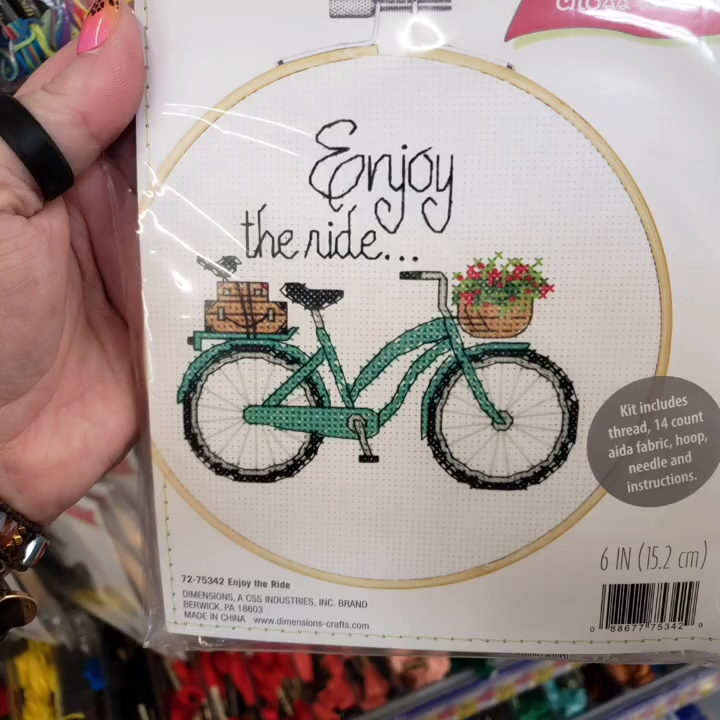 Enjoy
the ride...
Kit includes
thread, 14 count
aida fabric, hoop,
needle and
instructions.
6 IN (15.2 cm)
72-75342 Enjoy the Ride
DIMENSIONS, A CSS INDUSTRIES, INC. BRAND
BERWICK, PA 18603
MADE IN CHINA www.dimensions-crafts.com
0 88677 75342 9